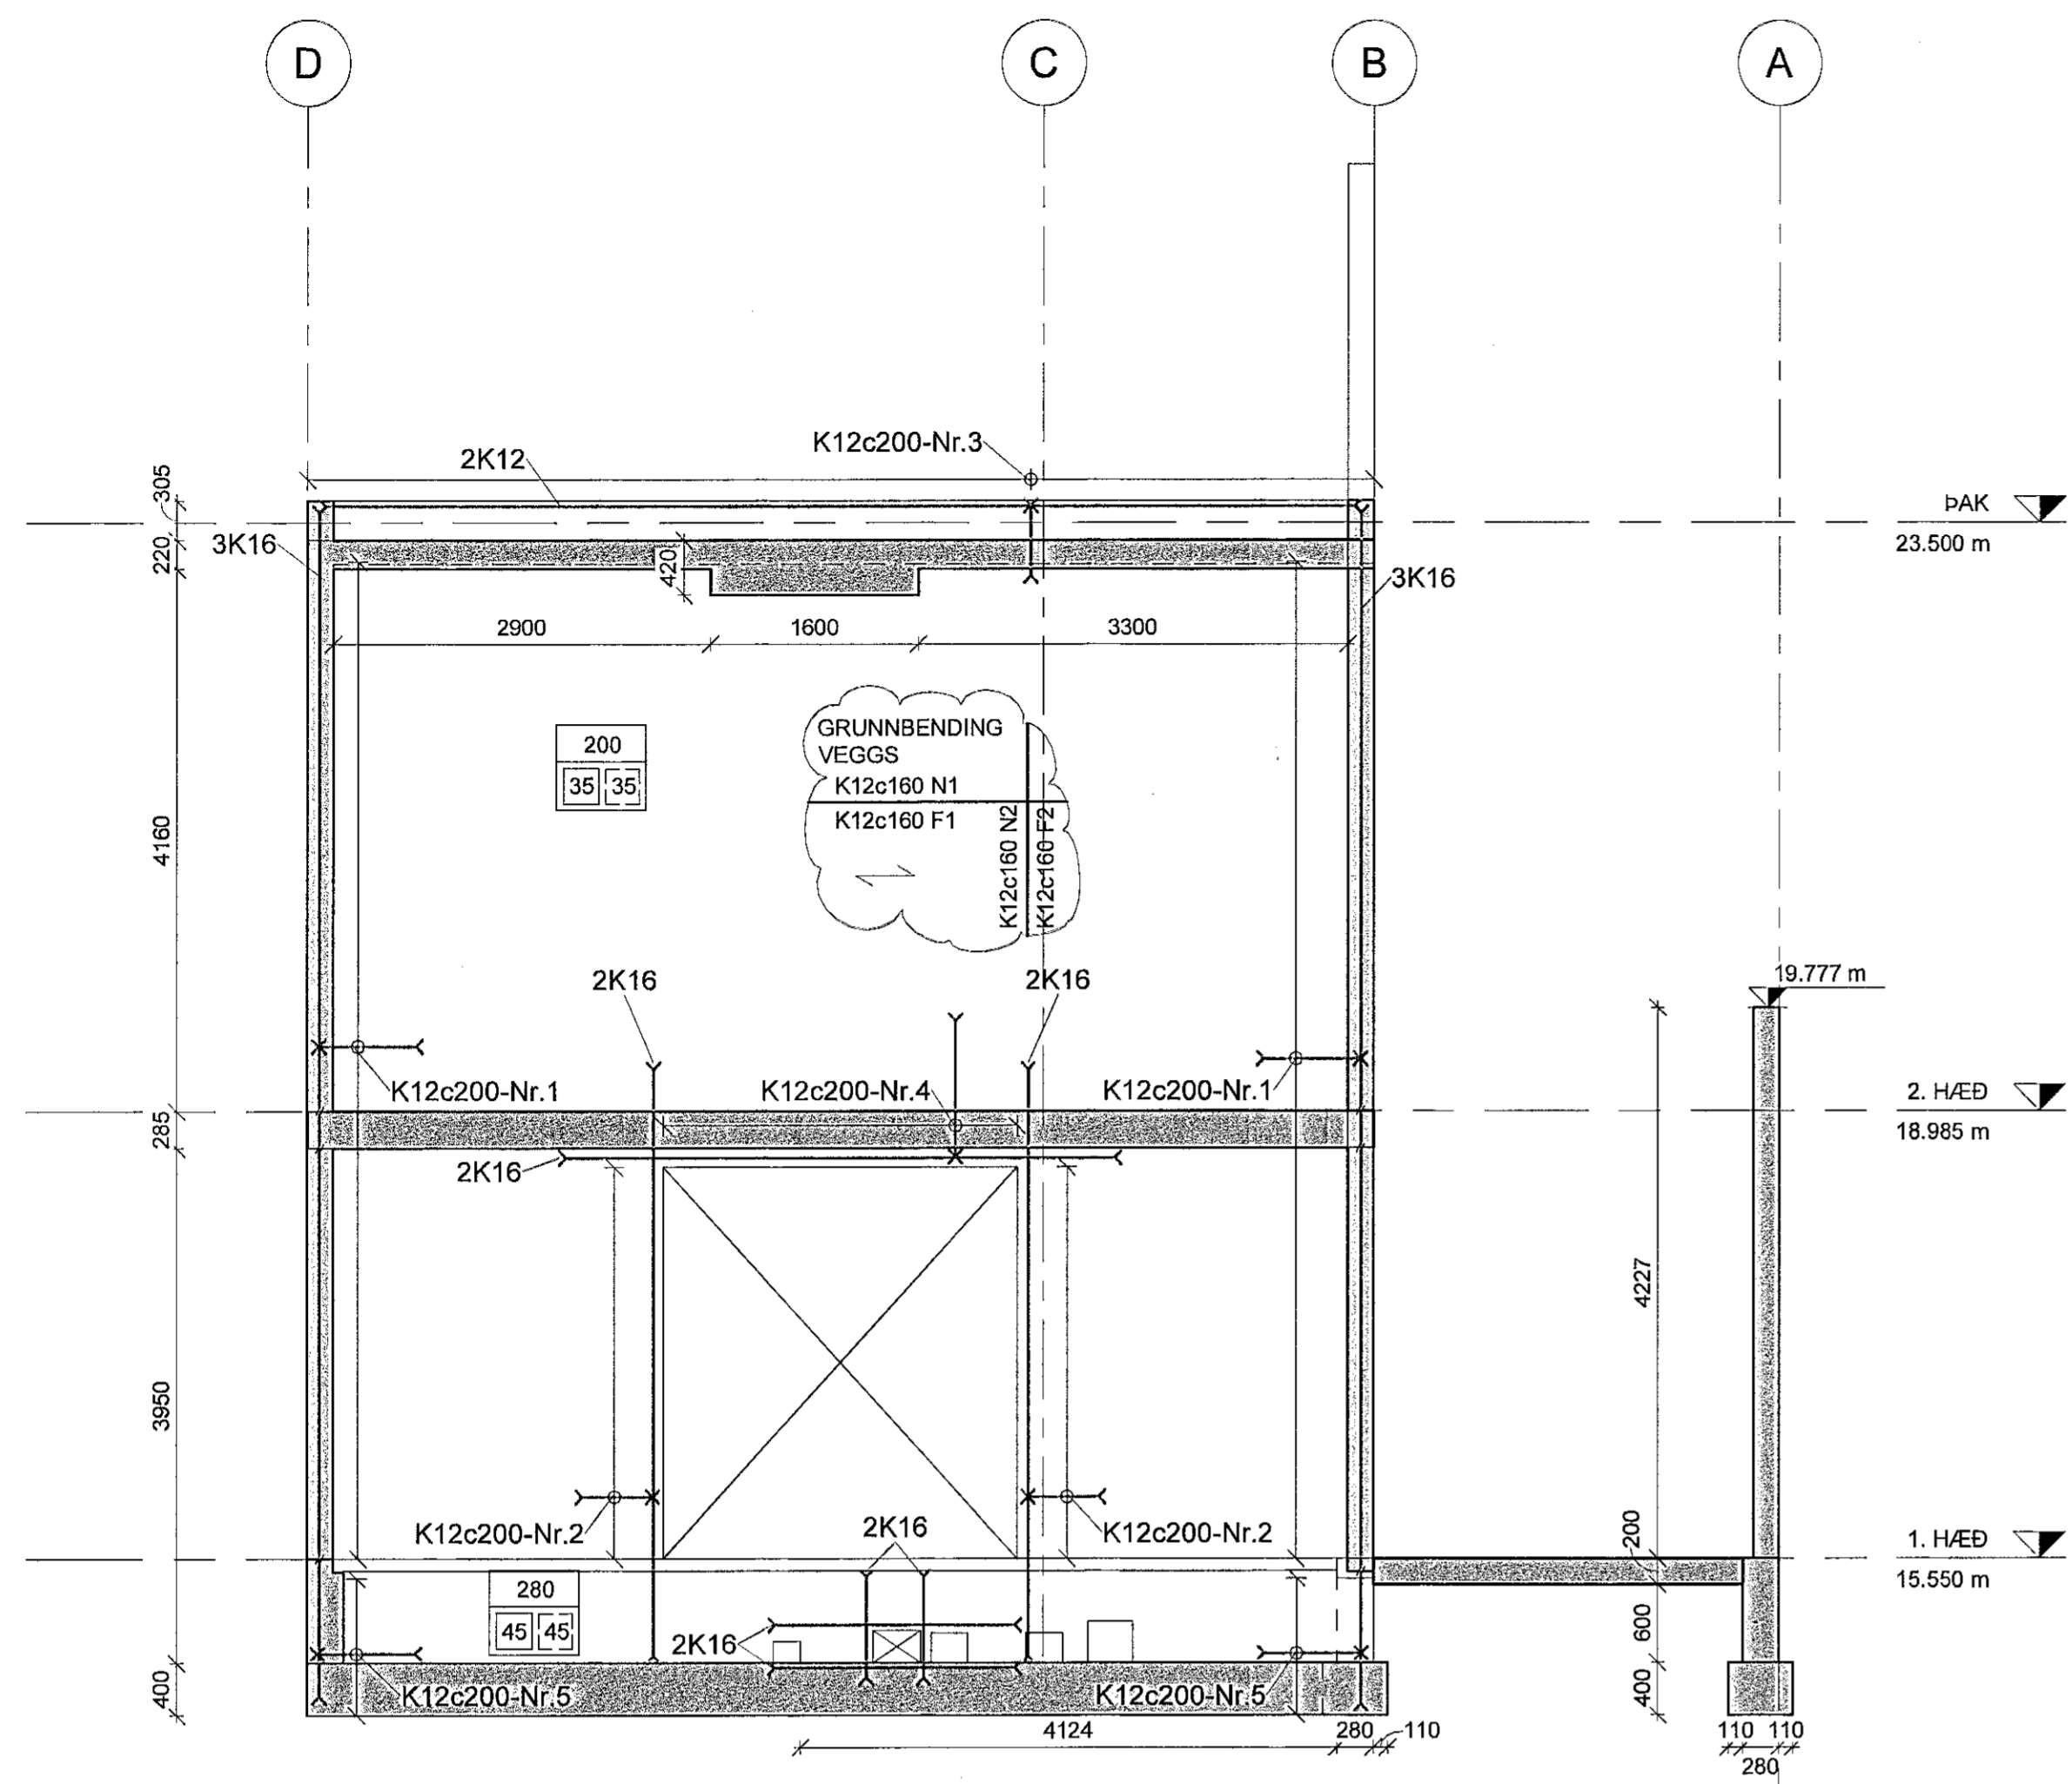 D
C
B
A
K12c200-Nr.3
2K12
305
ÞAK
23.500 m
3K16
220
420
3K16
2900
1600
3300
GRUNNBENDING
VEGGS
200
35
35
K12c160 N1
K12c160 F1
K12c160 N2
K12c160 F2
4160
2K16
2K16
19.777 m
K12c200-Nr.1
K12c200-Nr.4
K12c200-Nr.1
2. HÆÐ
18.985 m
285
2K16
4227
3950
K12c200-Nr.2
2K16
K12c200-Nr.2
200
1. HÆÐ
15.550 m
280
45
45
600
2K16
400
K12c200-Nr.5
K12c200-Nr.5
400
4124
280
110
110
110
280